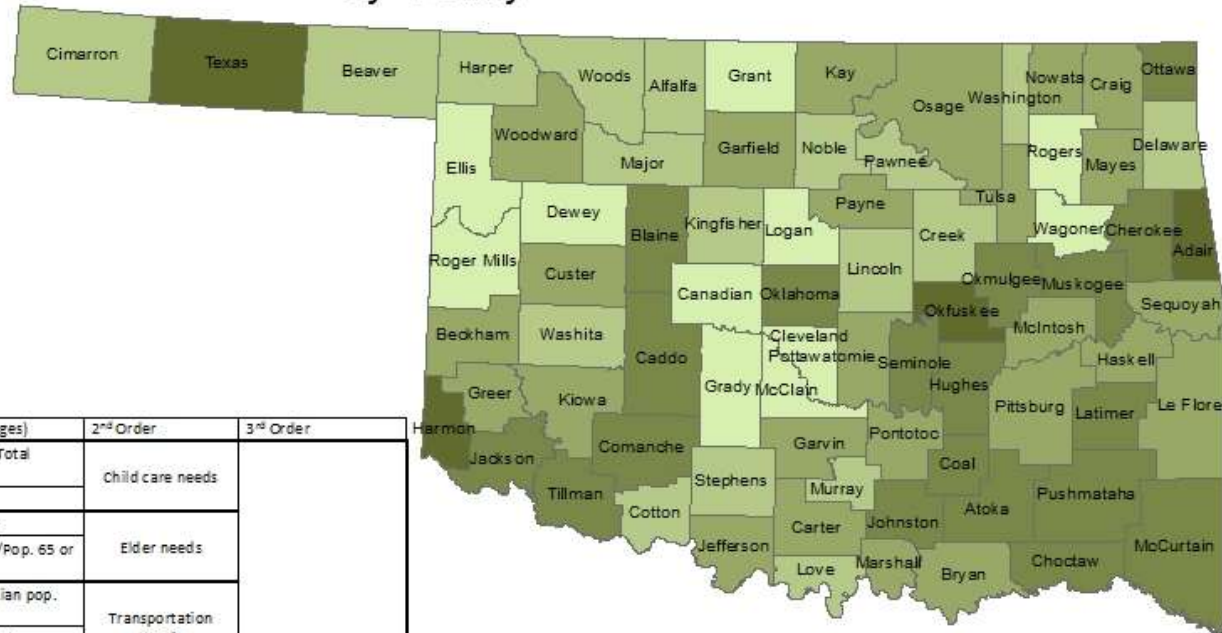 Cimarron
Texas
Beaver
Harper
Woods
Alfalfa
Grant
Kay
Osage
Washington
Nowata
Craig
Ottawa
Woodward
Ellis
Major
Garfield
Noble
Pawnee
Rogers
Mayes
Delaware
Dewey
Blaine
Kingfisher
Logan
Payne
Tulsa
Creek
Wagoner
Cherokee
Adair
Roger Mills
Custer
Canadian
Oklahoma
Lincoln
Okmulgee
Muskogee
Okfuskee
Sequoyah
Beckham
Washita
Caddo
Cleveland
Pottawatomie
Seminole
McIntosh
Haskell
Hughes
Greer
Kiowa
Grady
McClain
Pittsburg
Latimer
Le Flore
Harmon
Jackson
Comanche
Garvin
Pontotoc
Coal
Tillman
Stephens
Murray
Atoka
Pushmataha
Cotton
Carter
Johnston
Jefferson
Love
Marshall
Bryan
Choctaw
McCurtain
ges) 2nd Order 3rd Order
Total
Child care needs
/Pop. 65 or
Elder needs
ian pop.
Transportation